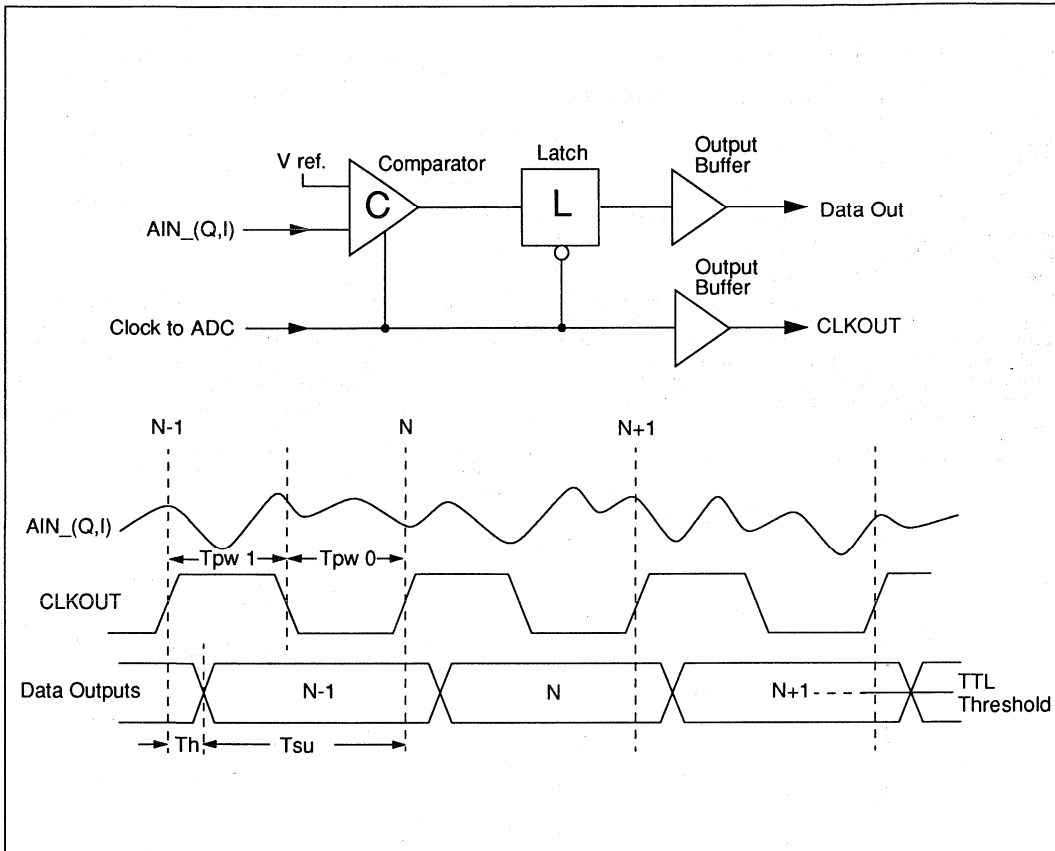 Output
Buffer
Latch
V ref.
Comparator
C
L
Data Out
AIN_(Q,I)
Output
Buffer
Clock to ADC
CLKOUT
N-1
N
N+1
AIN_(Q,I)
Tpw 1
Tpw 0
CLKOUT
Data Outputs
N-1
N
N+1
TTL
Threshold
Th
Tsu